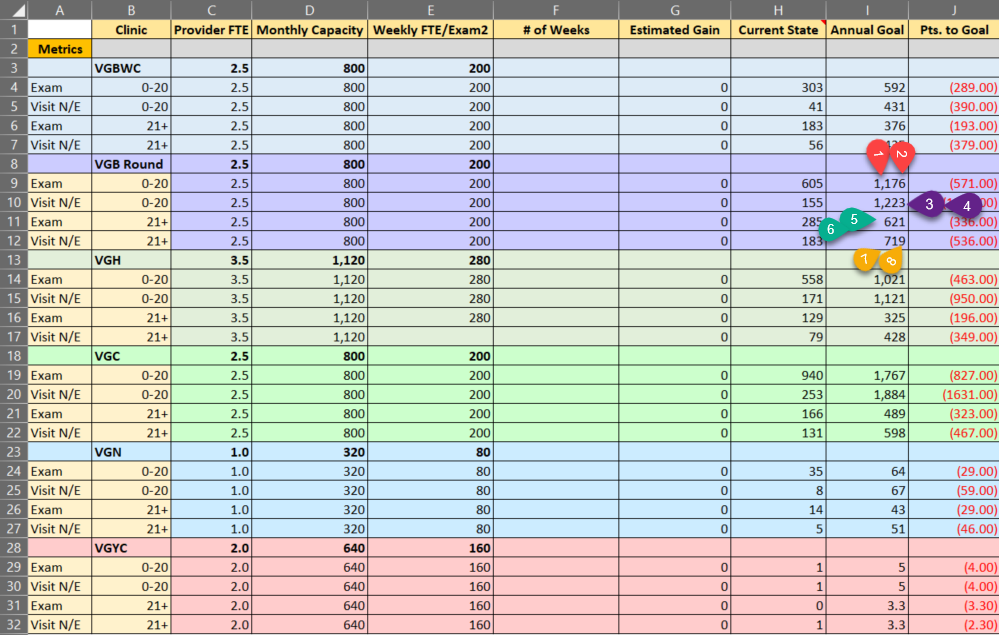 A B C D E F G H I J
1 Clinic Provider FTE Monthly Capacity Weekly FTE/Exam2 # of Weeks Estimated Gain Current State Annual Goal Pts. to Goal
2 Metrics
3 VGBWC 2.5 800 200
4 Exam 0-20 2.5 800 200 0 303 592 (289.00)
5 Visit N/E 0-20 2.5 800 200 0 41 431 (390.00)
6 Exam 21+ 2.5 800 200 0 183 376 (193.00)
7 Visit N/E 21+ 2.5 800 200 0 56 (379.00)
1 2
8 VGB Round 2.5 800 200
9 Exam 0-20 2.5 800 200 0 605 1,176 (571.00)
10 Visit N/E 0-20 2.5 800 200 0 155 1,223
3 4
11 Exam 21+ 2.5 800 200 0 285 621 (336.00)
5
6
12 Visit N/E 21+ 2.5 800 200 0 183 719 (536.00)
13 VGH 3.5 1,120 280
7 8
14 Exam 0-20 3.5 1,120 280 0 558 1,021 (463.00)
15 Visit N/E 0-20 3.5 1,120 280 0 171 1,121 (950.00)
16 Exam 21+ 3.5 1,120 280 0 129 325 (196.00)
17 Visit N/E 21+ 3.5 1,120 0 79 428 (349.00)
18 VGC 2.5 800 200
19 Exam 0-20 2.5 800 200 0 940 1,767 (827.00)
20 Visit N/E 0-20 2.5 800 200 0 253 1,884 (1631.00)
21 Exam 21+ 2.5 800 200 0 166 489 (323.00)
22 Visit N/E 21+ 2.5 800 200 0 131 598 (467.00)
23 VGN 1.0 320 80
24 Exam 0-20 1.0 320 80 0 35 64 (29.00)
25 Visit N/E 0-20 1.0 320 80 0 8 67 (59.00)
26 Exam 21+ 1.0 320 80 0 14 43 (29.00)
27 Visit N/E 21+ 1.0 320 80 0 5 51 (46.00)
28 VGYC 2.0 640 160
29 Exam 0-20 2.0 640 160 0 1 5 (4.00)
30 Visit N/E 0-20 2.0 640 160 0 1 5 (4.00)
31 Exam 21+ 2.0 640 160 0 0 3.3 (3.30)
32 Visit N/E 21+ 2.0 640 160 0 1 3.3 (2.30)